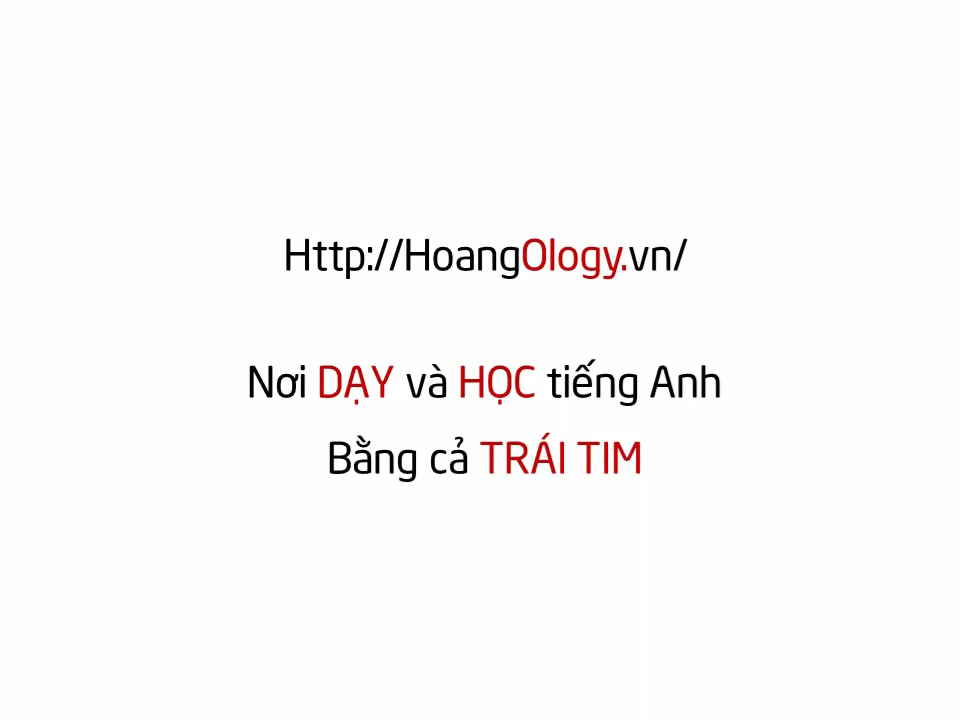 Http://HoangOlogy.vn/
Nơi DẠY và HỌC tiếng Anh
Bằng cả TRÁI TIM